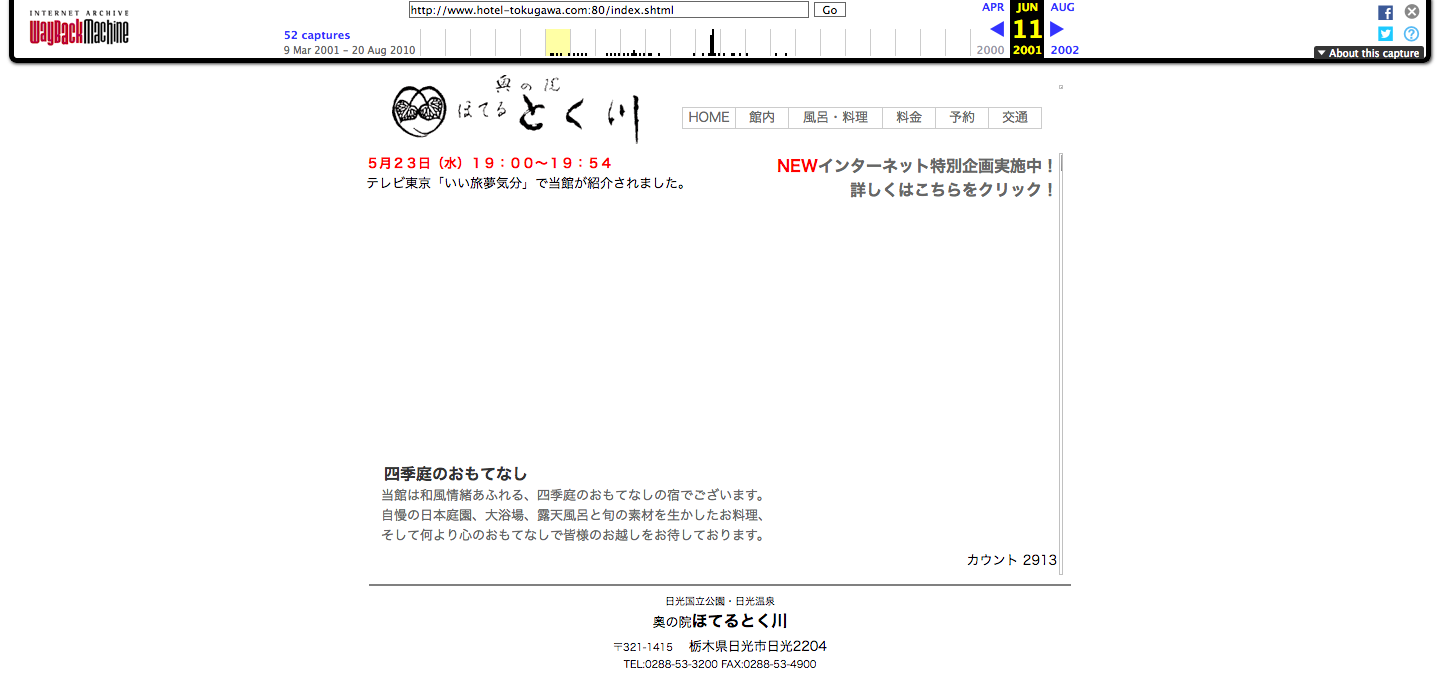 INTERNET ARCHIVE
WayBackMachine
http://www.hotel-tokugawa.com:80/index.shtml
Go
52 captures
9 Mar 2001 – 20 Aug 2010
APR JUN AUG
11
2000 2001 2002
About this capture
奥の院
ほてる とく川
HOME 館内 風呂・料理 料金 予約 交通
5月23日(水)19:00~19:54
テレビ東京「いい旅夢気分」で当館が紹介されました。
NEWインターネット特別企画実施中!
詳しくはこちらをクリック!
四季庭のおもてなし
当館は和風情緒あふれる、四季庭のおもてなしの宿でございます。
自慢の日本庭園、大浴場、露天風呂と旬の素材を生かしたお料理、
そして何より心のおもてなしで皆様のお越しをお待しております。
カウント 2913
日光国立公園・日光温泉
奥の院ほてるとく川
〒321-1415 栃木県日光市日光2204
TEL:0288-53-3200 FAX:0288-53-4900